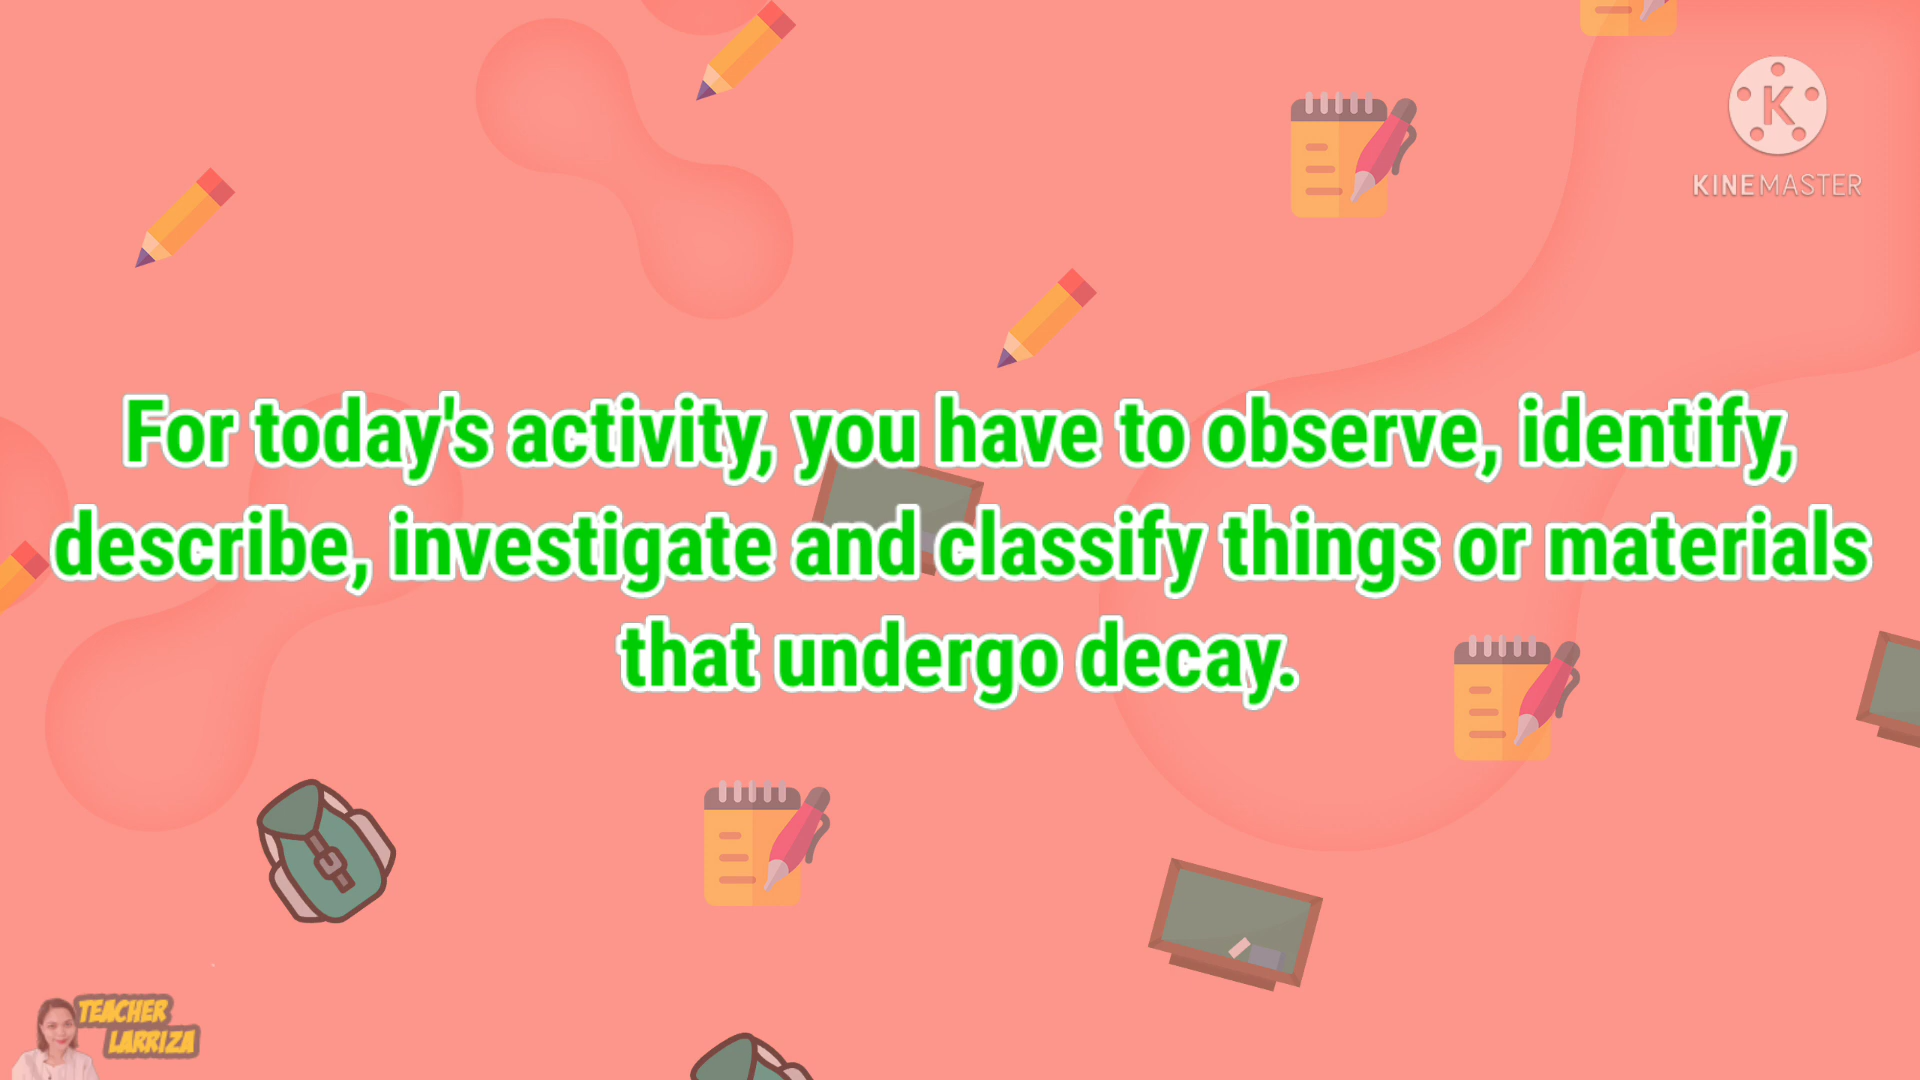 K
KINEMASTER
For today's activity, you have to observe, identify,
describe, investigate and classify things or materials
that undergo decay.
TEACHER
LARRIZA